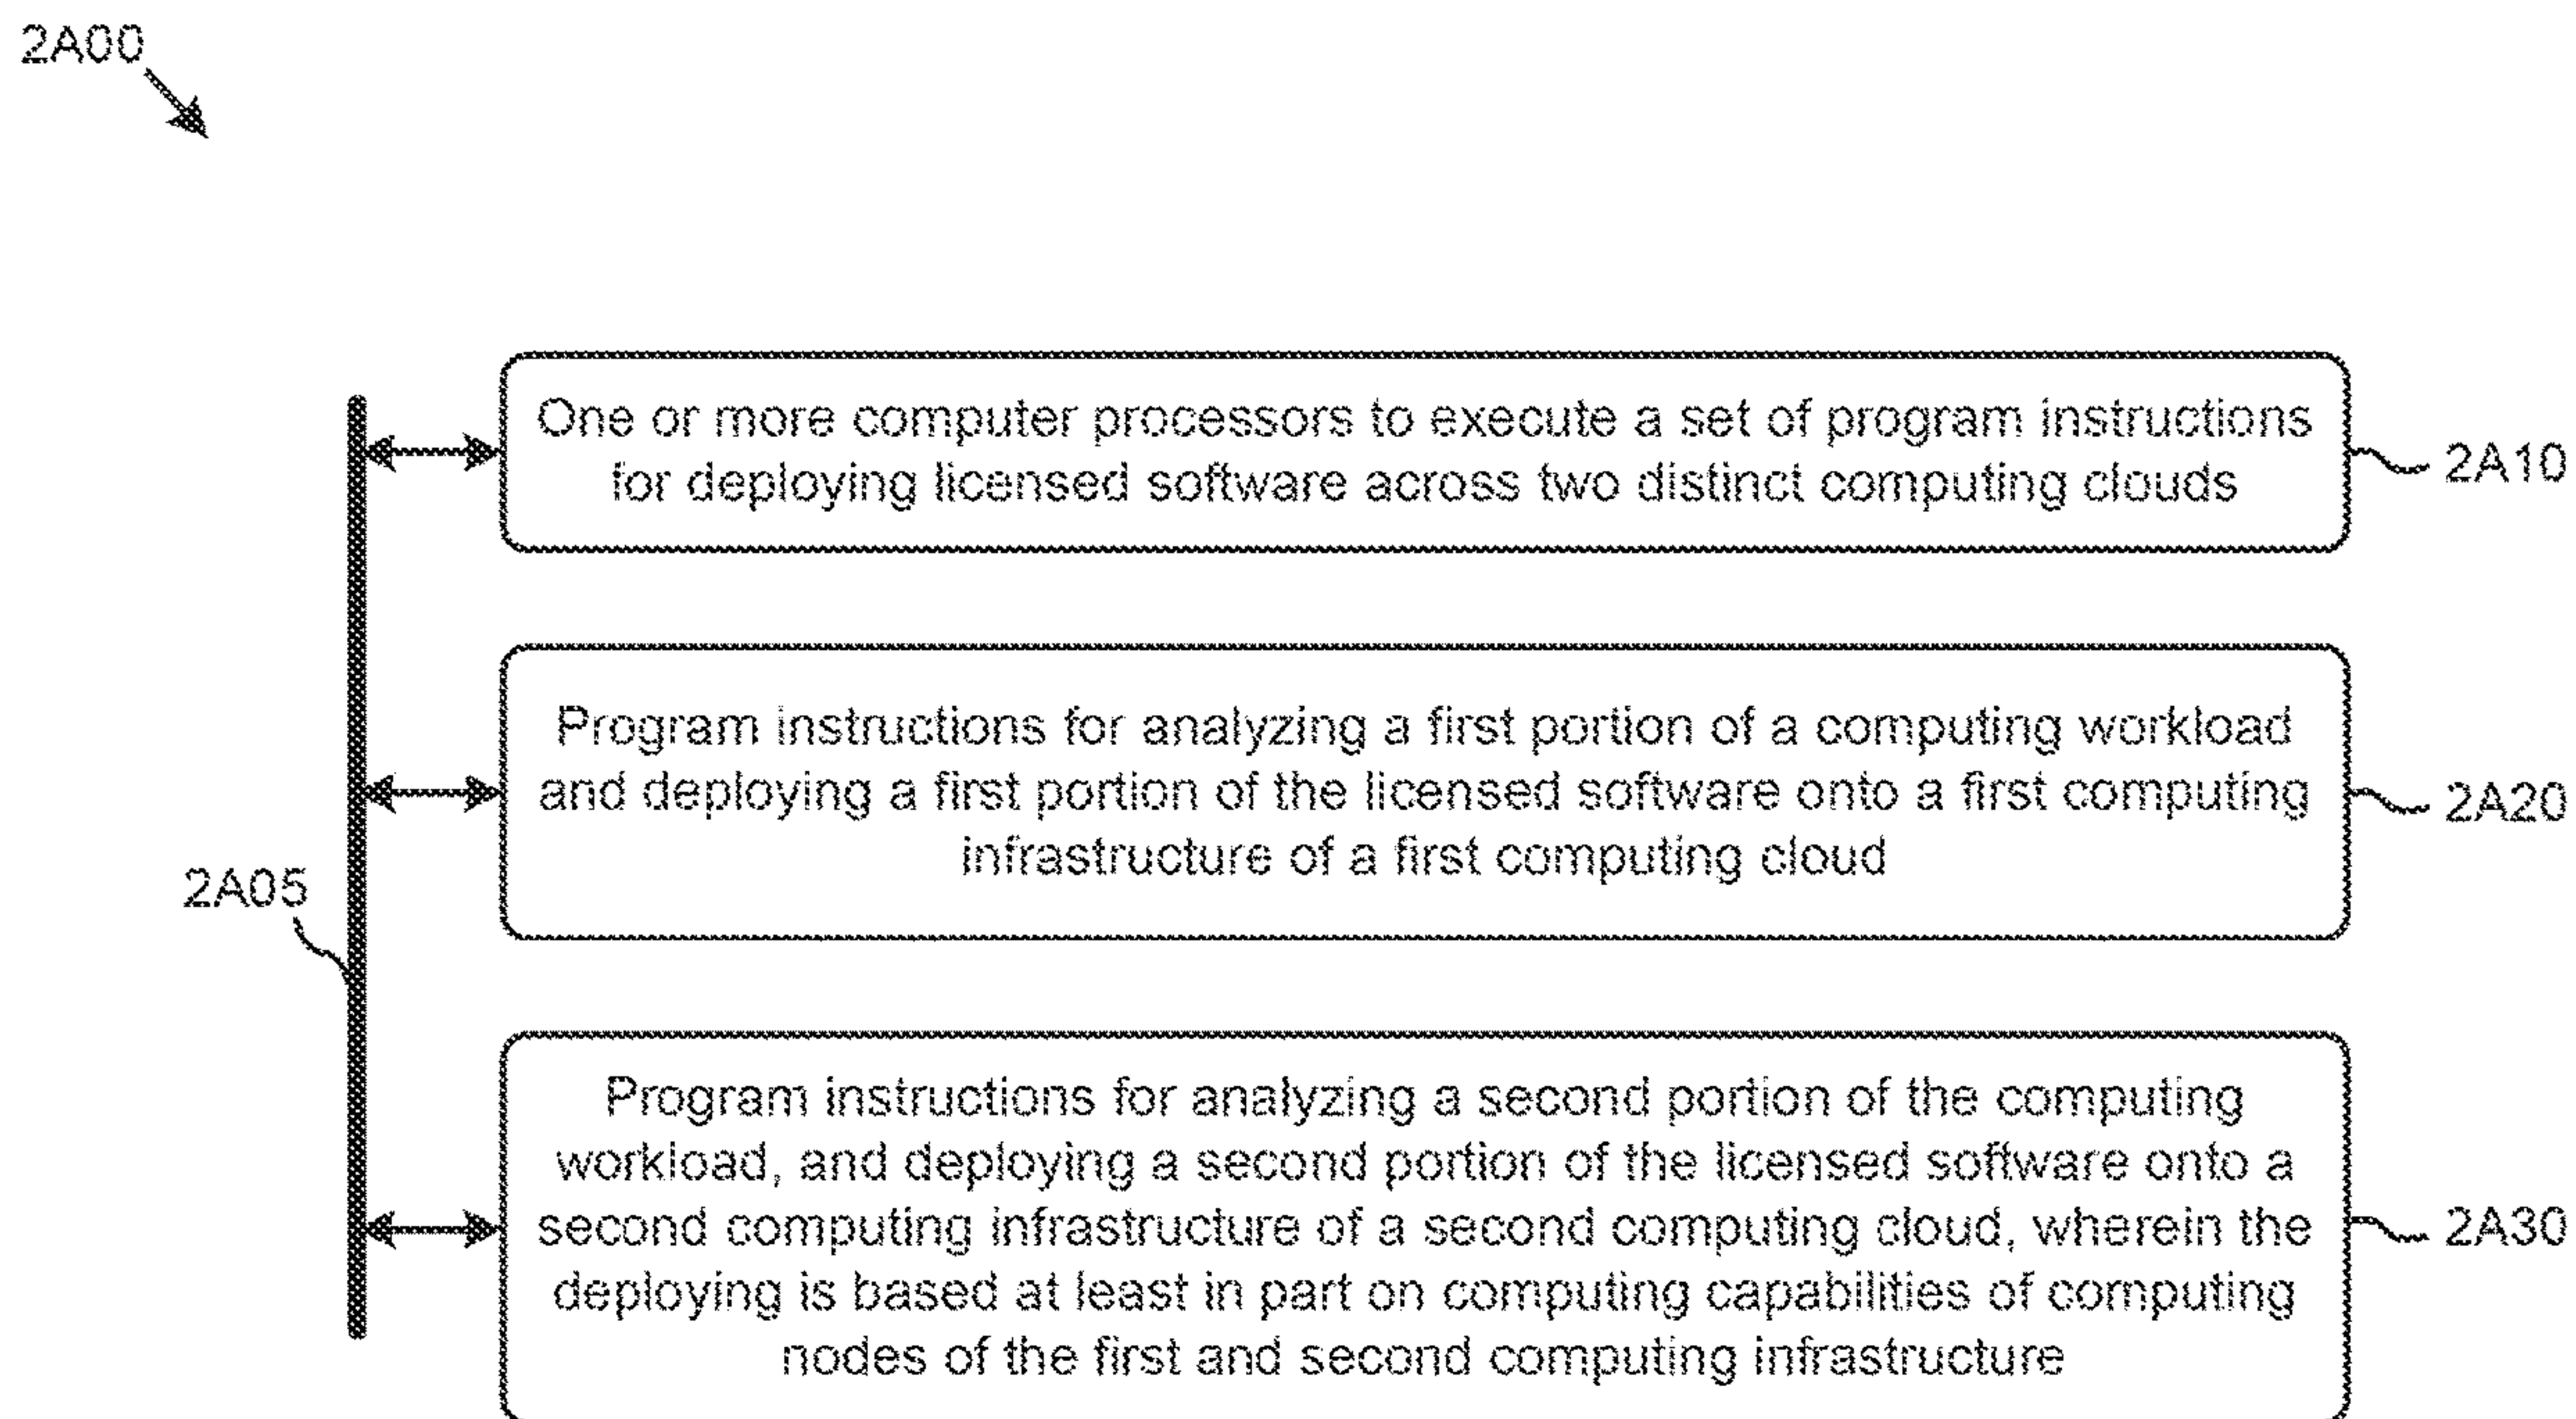 2A00
One or more computer processors to execute a set of program instructions
for deploying licensed software across two distinct computing clouds
2A10
Program instructions for analyzing a first portion of a computing workload
and deploying a first portion of the licensed software onto a first computing
infrastructure of a first computing cloud
2A20
2A05
Program instructions for analyzing a second portion of the computing
workload, and deploying a second portion of the licensed software onto a
second computing infrastructure of a second computing cloud, wherein the
deploying is based at least in part on computing capabilities of computing
nodes of the first and second computing infrastructure
2A30